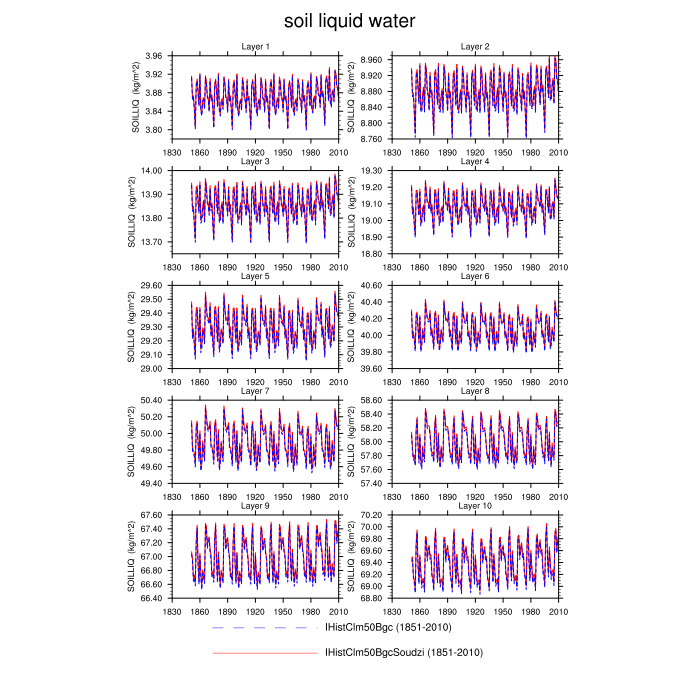 soil liquid water
Layer 1
Layer 2
3.96
3.92
3.88
3.84
3.80
SOILLIQ (kg/m^2)
1830 1860 1890 1920 1950 1980 2010
8.960
8.920
8.880
8.840
8.800
8.760
SOILLIQ (kg/m^2)
1830 1860 1890 1920 1950 1980 2010
Layer 3
Layer 4
14.00
13.90
13.80
13.70
SOILLIQ (kg/m^2)
1830 1860 1890 1920 1950 1980 2010
19.30
19.20
19.10
19.00
18.90
18.80
SOILLIQ (kg/m^2)
1830 1860 1890 1920 1950 1980 2010
Layer 5
Layer 6
29.60
29.50
29.40
29.30
29.20
29.10
29.00
SOILLIQ (kg/m^2)
1830 1860 1890 1920 1950 1980 2010
40.60
40.40
40.20
40.00
39.80
39.60
SOILLIQ (kg/m^2)
1830 1860 1890 1920 1950 1980 2010
Layer 7
Layer 8
50.40
50.20
50.00
49.80
49.60
49.40
SOILLIQ (kg/m^2)
1830 1860 1890 1920 1950 1980 2010
58.60
58.40
58.20
58.00
57.80
57.60
57.40
SOILLIQ (kg/m^2)
1830 1860 1890 1920 1950 1980 2010
Layer 9
Layer 10
67.60
67.40
67.20
67.00
66.80
66.60
66.40
SOILLIQ (kg/m^2)
1830 1860 1890 1920 1950 1980 2010
70.20
70.00
69.80
69.60
69.40
69.20
69.00
68.80
SOILLIQ (kg/m^2)
1830 1860 1890 1920 1950 1980 2010
IHistClm50Bgc (1851-2010)
IHistClm50BgcSoudzi (1851-2010)